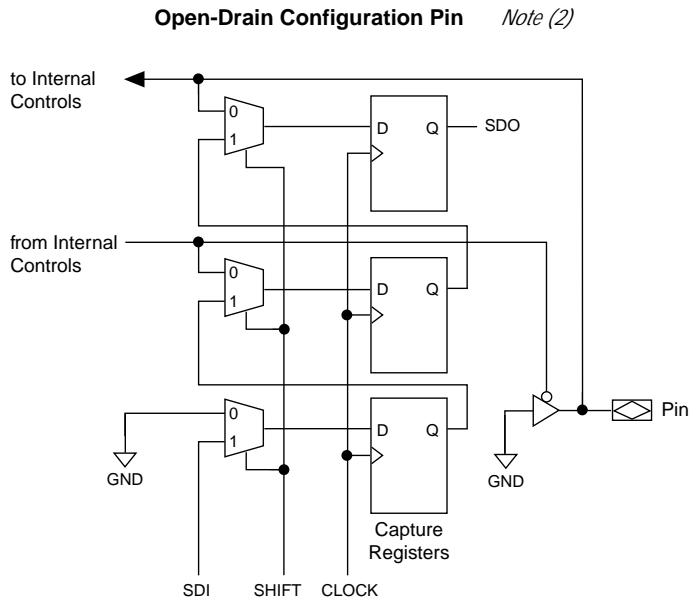 Open-Drain Configuration Pin Note (2)
to Internal
Controls
0
1
D Q
SDO
from Internal
Controls
0
1
D Q
0
1
D Q
Pin
GND
GND
Capture
Registers
SDI SHIFT CLOCK